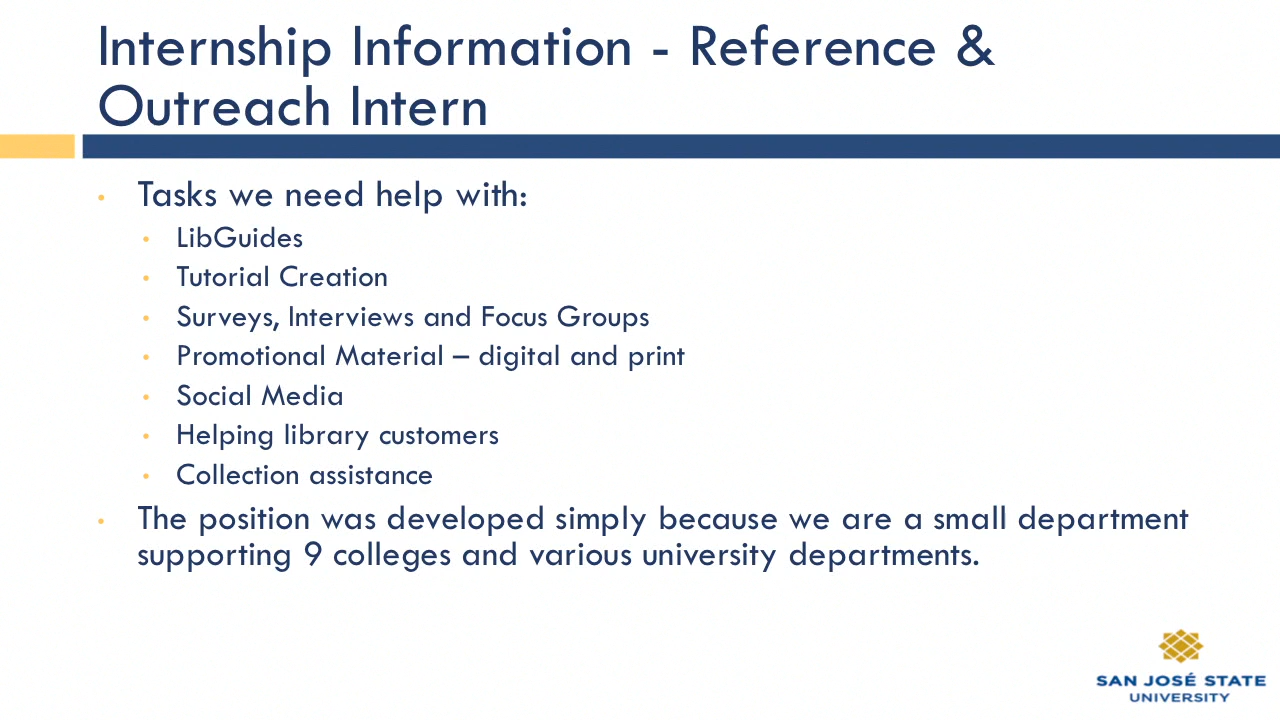 Internship Information - Reference &
Outreach Intern
• Tasks we need help with:
• LibGuides
• Tutorial Creation
• Surveys, Interviews and Focus Groups
• Promotional Material – digital and print
• Social Media
• Helping library customers
• Collection assistance
• The position was developed simply because we are a small department
supporting 9 colleges and various university departments.
SAN JOSÉ STATE
UNIVERSITY